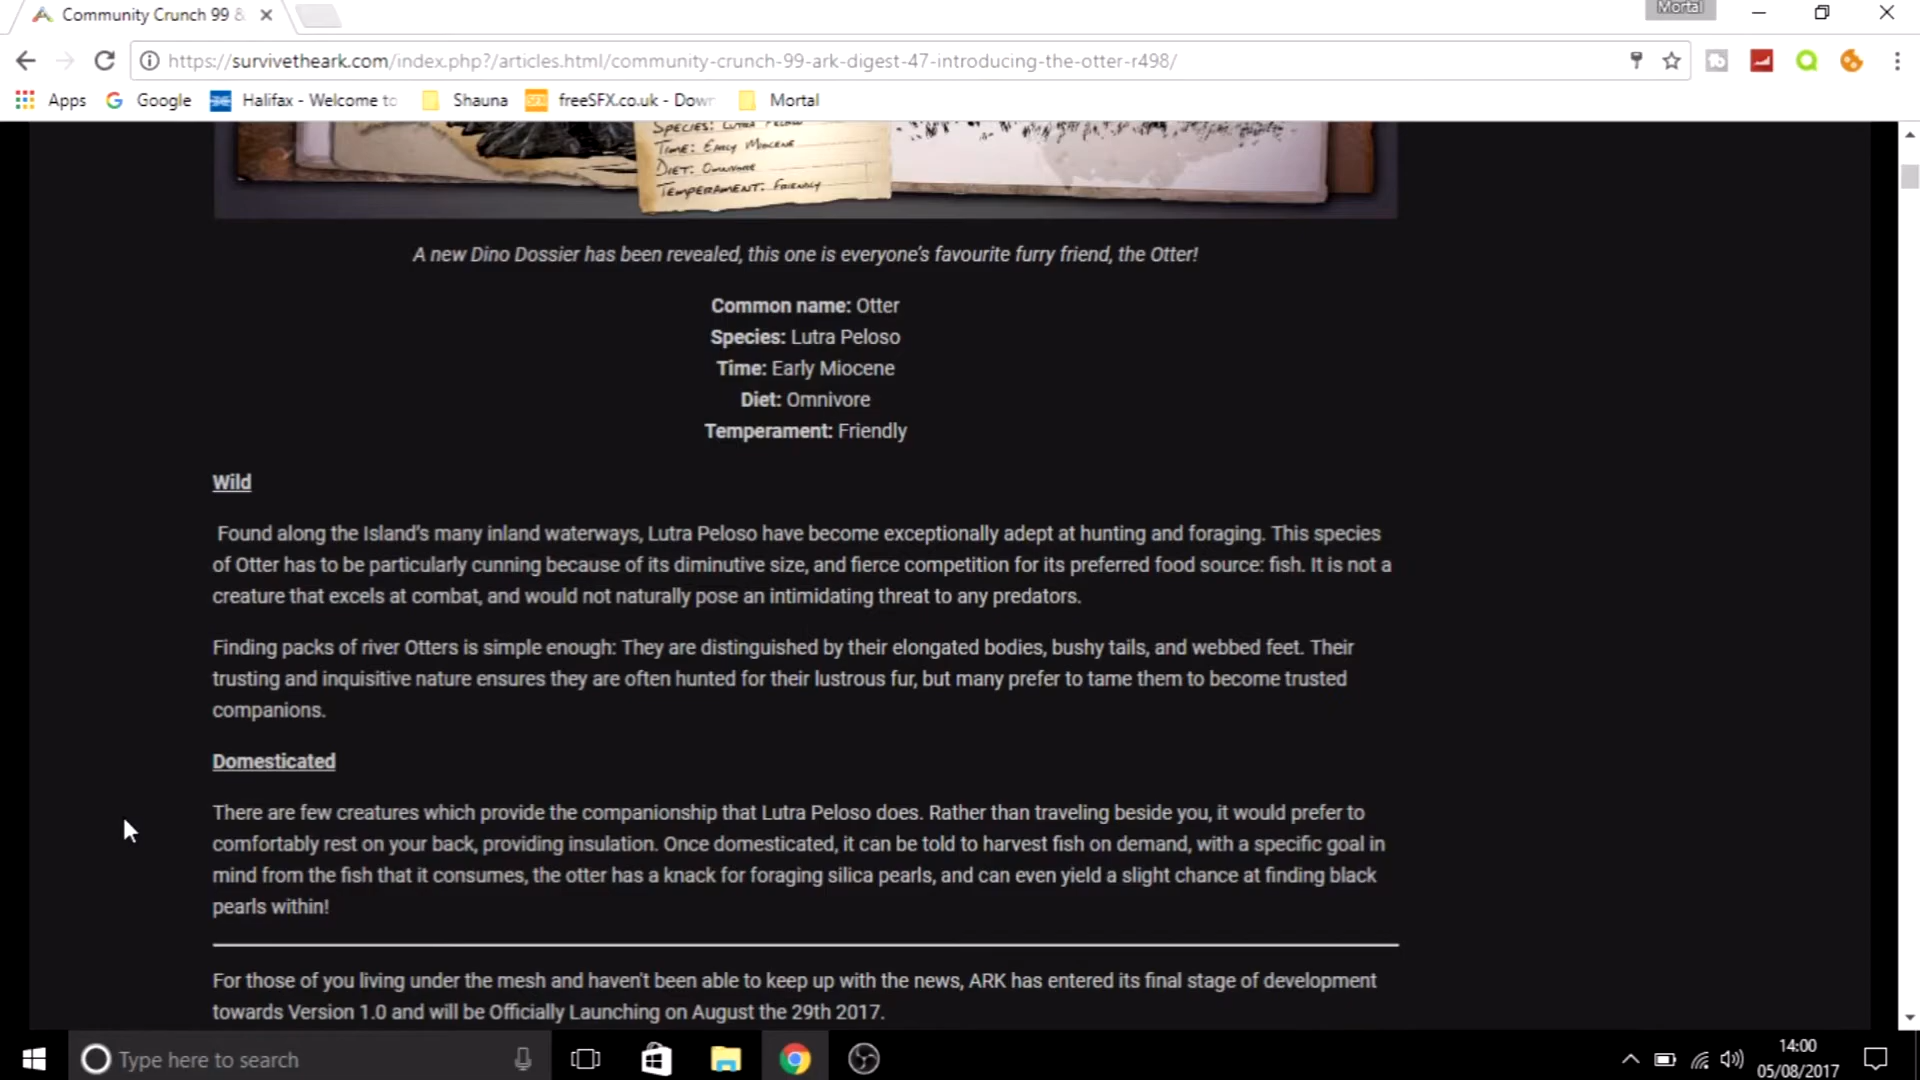 Community Crunch 99 &
Mortal
https://survivetheark.com/index.php?/articles.html/community-crunch-99-ark-digest-47-introducing-the-otter-r498/
Apps Google Halifax - Welcome to Shauna freeSFX.co.uk - Down Mortal
Species: Lutra Peloso
Time: Early Miocene
Diet: Omnivore
Temperament: Friendly
A new Dino Dossier has been revealed, this one is everyone's favourite furry friend, the Otter!
Common name: Otter
Species: Lutra Peloso
Time: Early Miocene
Diet: Omnivore
Temperament: Friendly
Wild
Found along the Island's many inland waterways, Lutra Peloso have become exceptionally adept at hunting and foraging. This species
of Otter has to be particularly cunning because of its diminutive size, and fierce competition for its preferred food source: fish. It is not a
creature that excels at combat, and would not naturally pose an intimidating threat to any predators.
Finding packs of river Otters is simple enough: They are distinguished by their elongated bodies, bushy tails, and webbed feet. Their
trusting and inquisitive nature ensures they are often hunted for their lustrous fur, but many prefer to tame them to become trusted
companions.
Domesticated
There are few creatures which provide the companionship that Lutra Peloso does. Rather than traveling beside you, it would prefer to
comfortably rest on your back, providing insulation. Once domesticated, it can be told to harvest fish on demand, with a specific goal in
mind from the fish that it consumes, the otter has a knack for foraging silica pearls, and can even yield a slight chance at finding black
pearls within!
For those of you living under the mesh and haven't been able to keep up with the news, ARK has entered its final stage of development
towards Version 1.0 and will be Officially Launching on August the 29th 2017.
Type here to search
14:00
05/08/2017